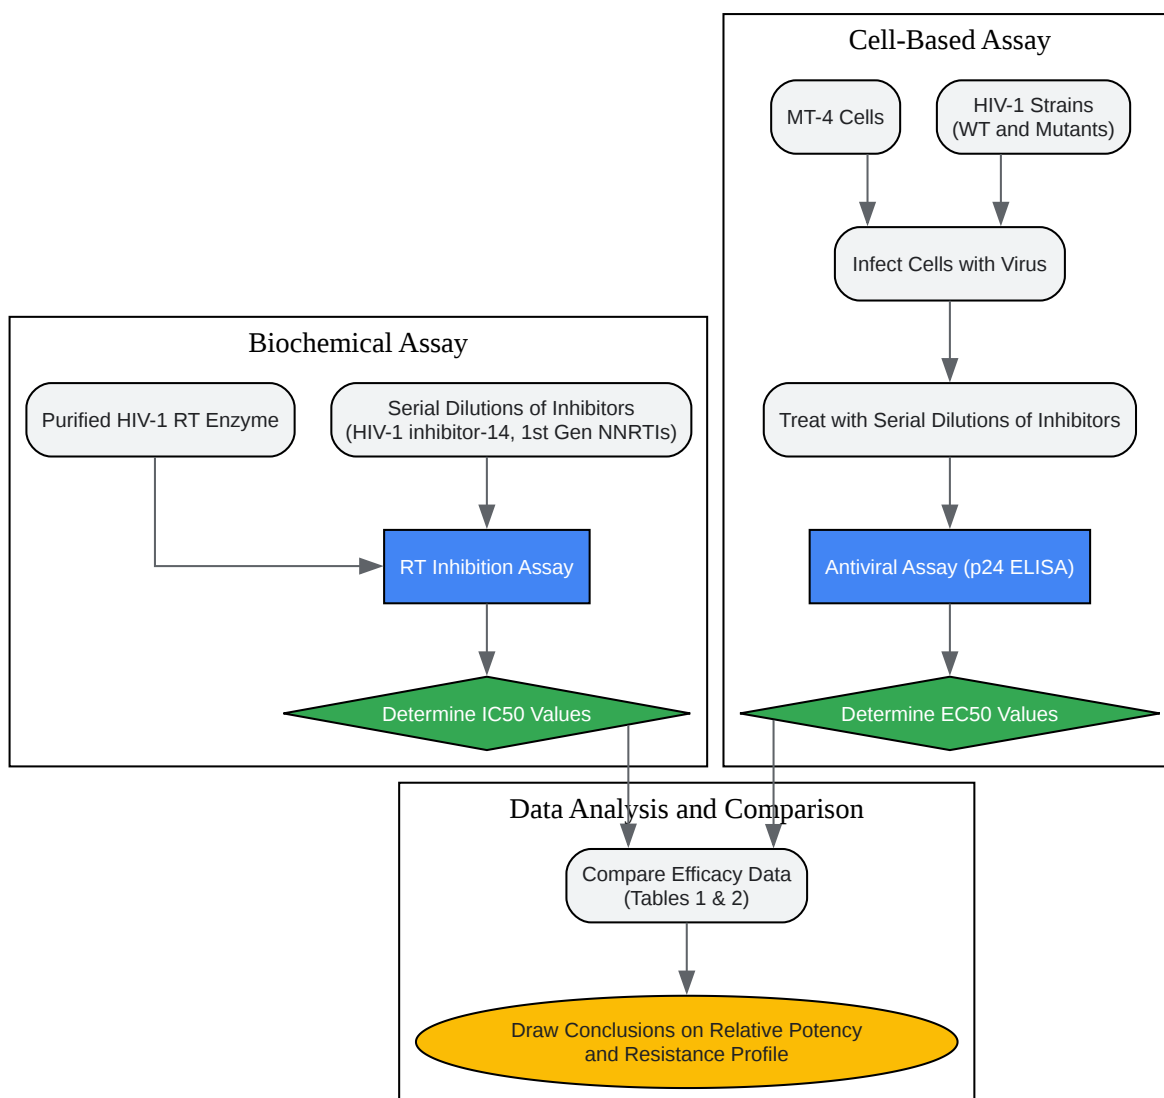 Cell-Based Assay
MT-4 Cells
HIV-1 Strains
(WT and Mutants)
Infect Cells with Virus
Treat with Serial Dilutions of Inhibitors
Antiviral Assay (p24 ELISA)
Determine EC50 Values
Biochemical Assay
Purified HIV-1 RT Enzyme
Serial Dilutions of Inhibitors
(HIV-1 inhibitor-14, 1st Gen NNRTIs)
RT Inhibition Assay
Determine IC50 Values
Data Analysis and Comparison
Compare Efficacy Data
(Tables 1 & 2)
Draw Conclusions on Relative Potency
and Resistance Profile